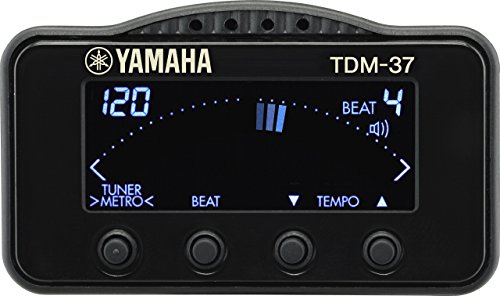 YAMAHA TDM-37
120 BEAT 4
TUNER
>METRO< BEAT ▼ TEMPO ▲